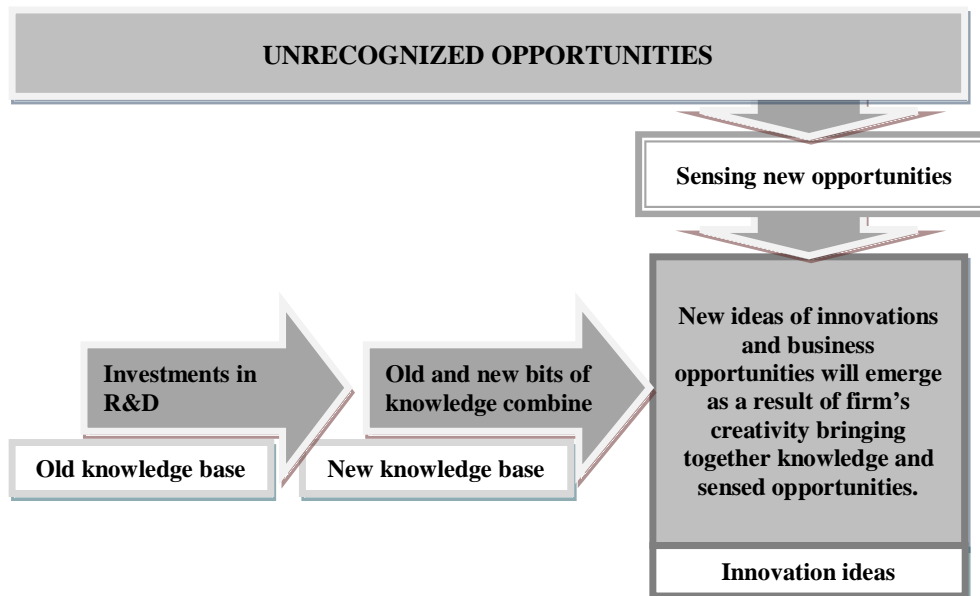 UNRECOGNIZED OPPORTUNITIES
Sensing new opportunities
Investments in
R&D
Old knowledge base
Old and new bits of
knowledge combine
New knowledge base
New ideas of innovations
and business
opportunities will emerge
as a result of firm's
creativity bringing
together knowledge and
sensed opportunities.
Innovation ideas